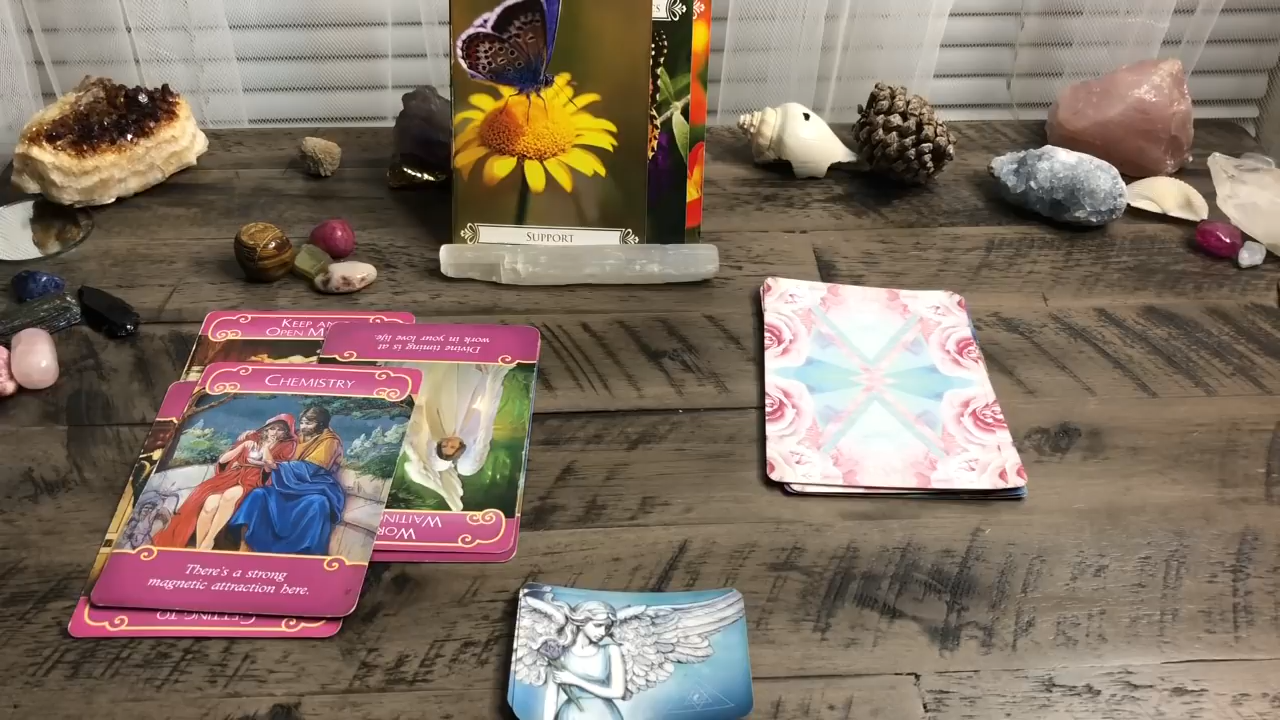 SUPPORT
KEEP AN
OPEN M
Divine timing is at
work in your love life.
CHEMISTRY
WOR
WAITING
There's a strong
magnetic attraction here.
GETTING TO